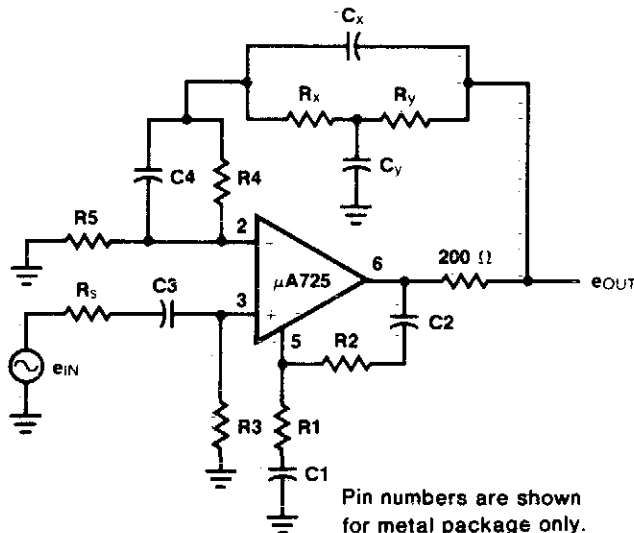 Cx
Rx
Ry
Cy
C4
R4
R5
2
−
6
200 Ω
eOUT
μA725
Rs
C3
3
+
5
C2
R2
eIN
R3
R1
C1
Pin numbers are shown
for metal package only.